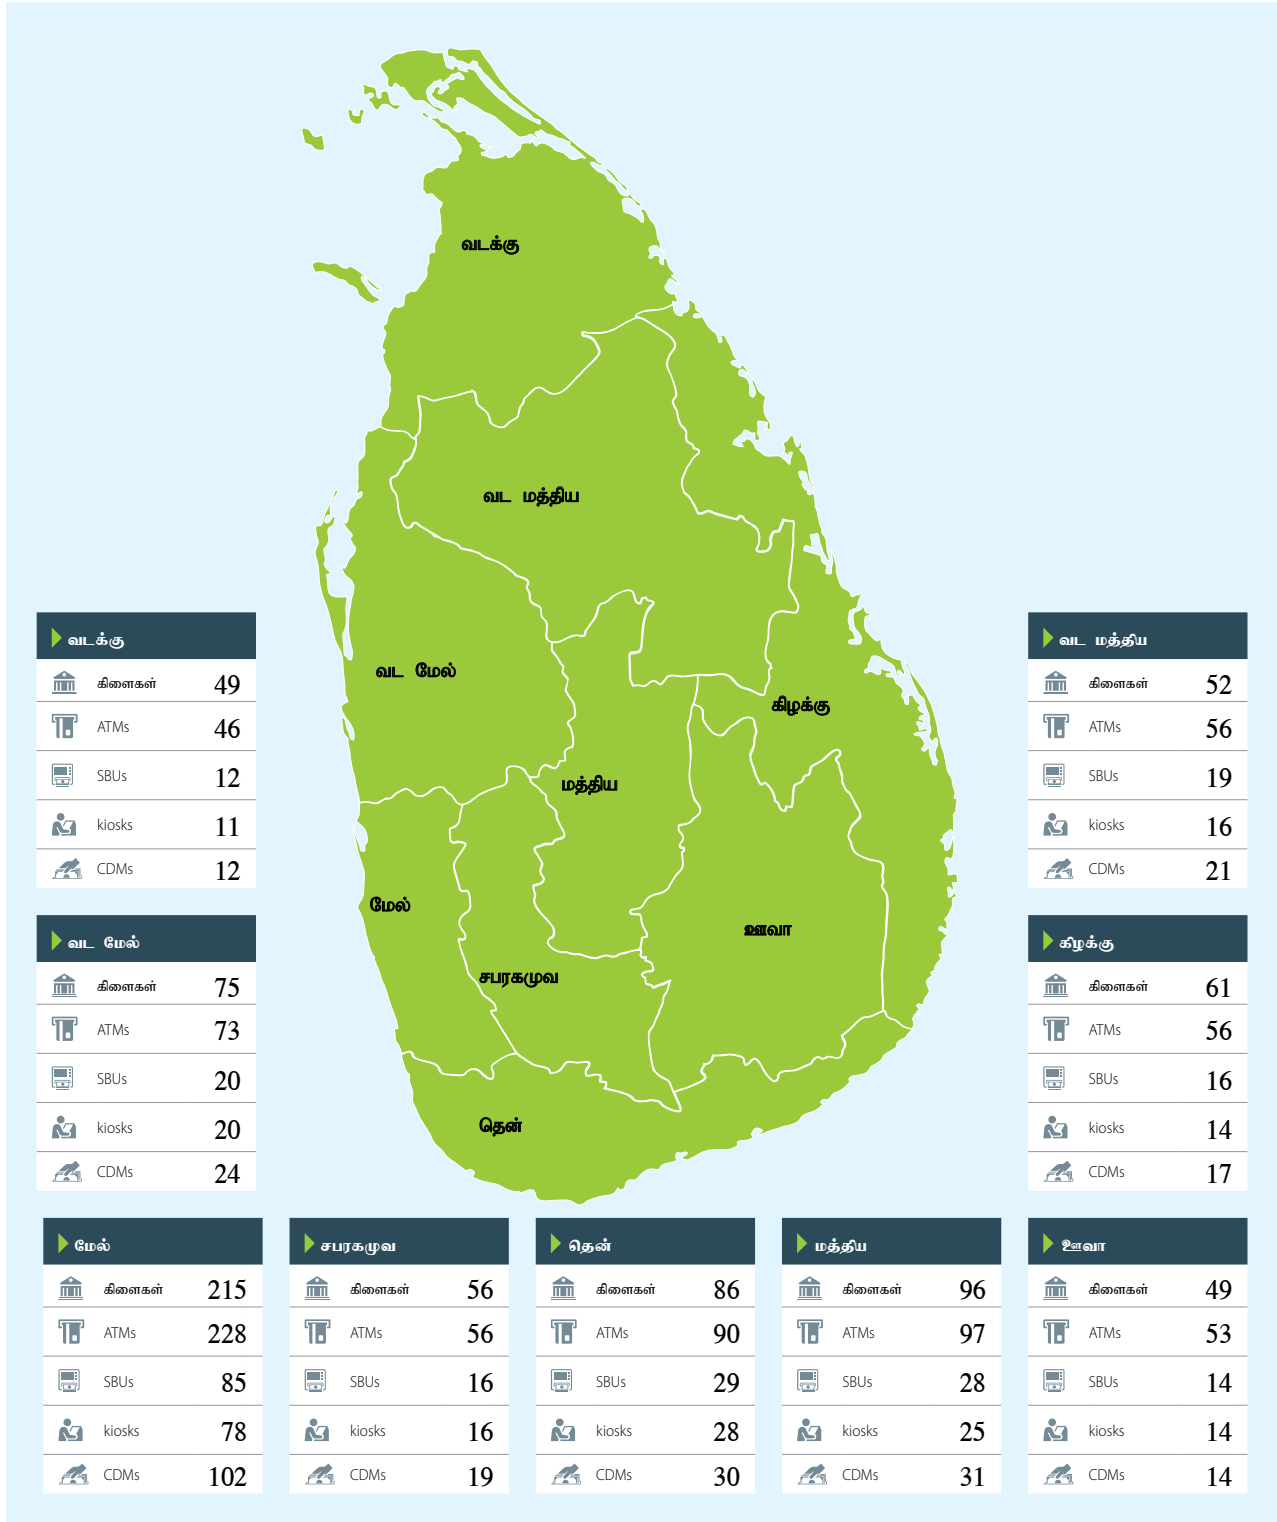 வடக்கு
வட மத்திய
வட மேல்
கிழக்கு
மத்திய
மேல்
ஊவா
சபரகமுவ
தென்
வடக்கு
கிளைகள் 49
ATMs 46
SBUs 12
kiosks 11
CDMs 12
வட மத்திய
கிளைகள் 52
ATMs 56
SBUs 19
kiosks 16
CDMs 21
வட மேல்
கிளைகள் 75
ATMs 73
SBUs 20
kiosks 20
CDMs 24
கிழக்கு
கிளைகள் 61
ATMs 56
SBUs 16
kiosks 14
CDMs 17
மேல்
கிளைகள் 215
ATMs 228
SBUs 85
kiosks 78
CDMs 102
சபரகமுவ
கிளைகள் 56
ATMs 56
SBUs 16
kiosks 16
CDMs 19
தென்
கிளைகள் 86
ATMs 90
SBUs 29
kiosks 28
CDMs 30
மத்திய
கிளைகள் 96
ATMs 97
SBUs 28
kiosks 25
CDMs 31
ஊவா
கிளைகள் 49
ATMs 53
SBUs 14
kiosks 14
CDMs 14